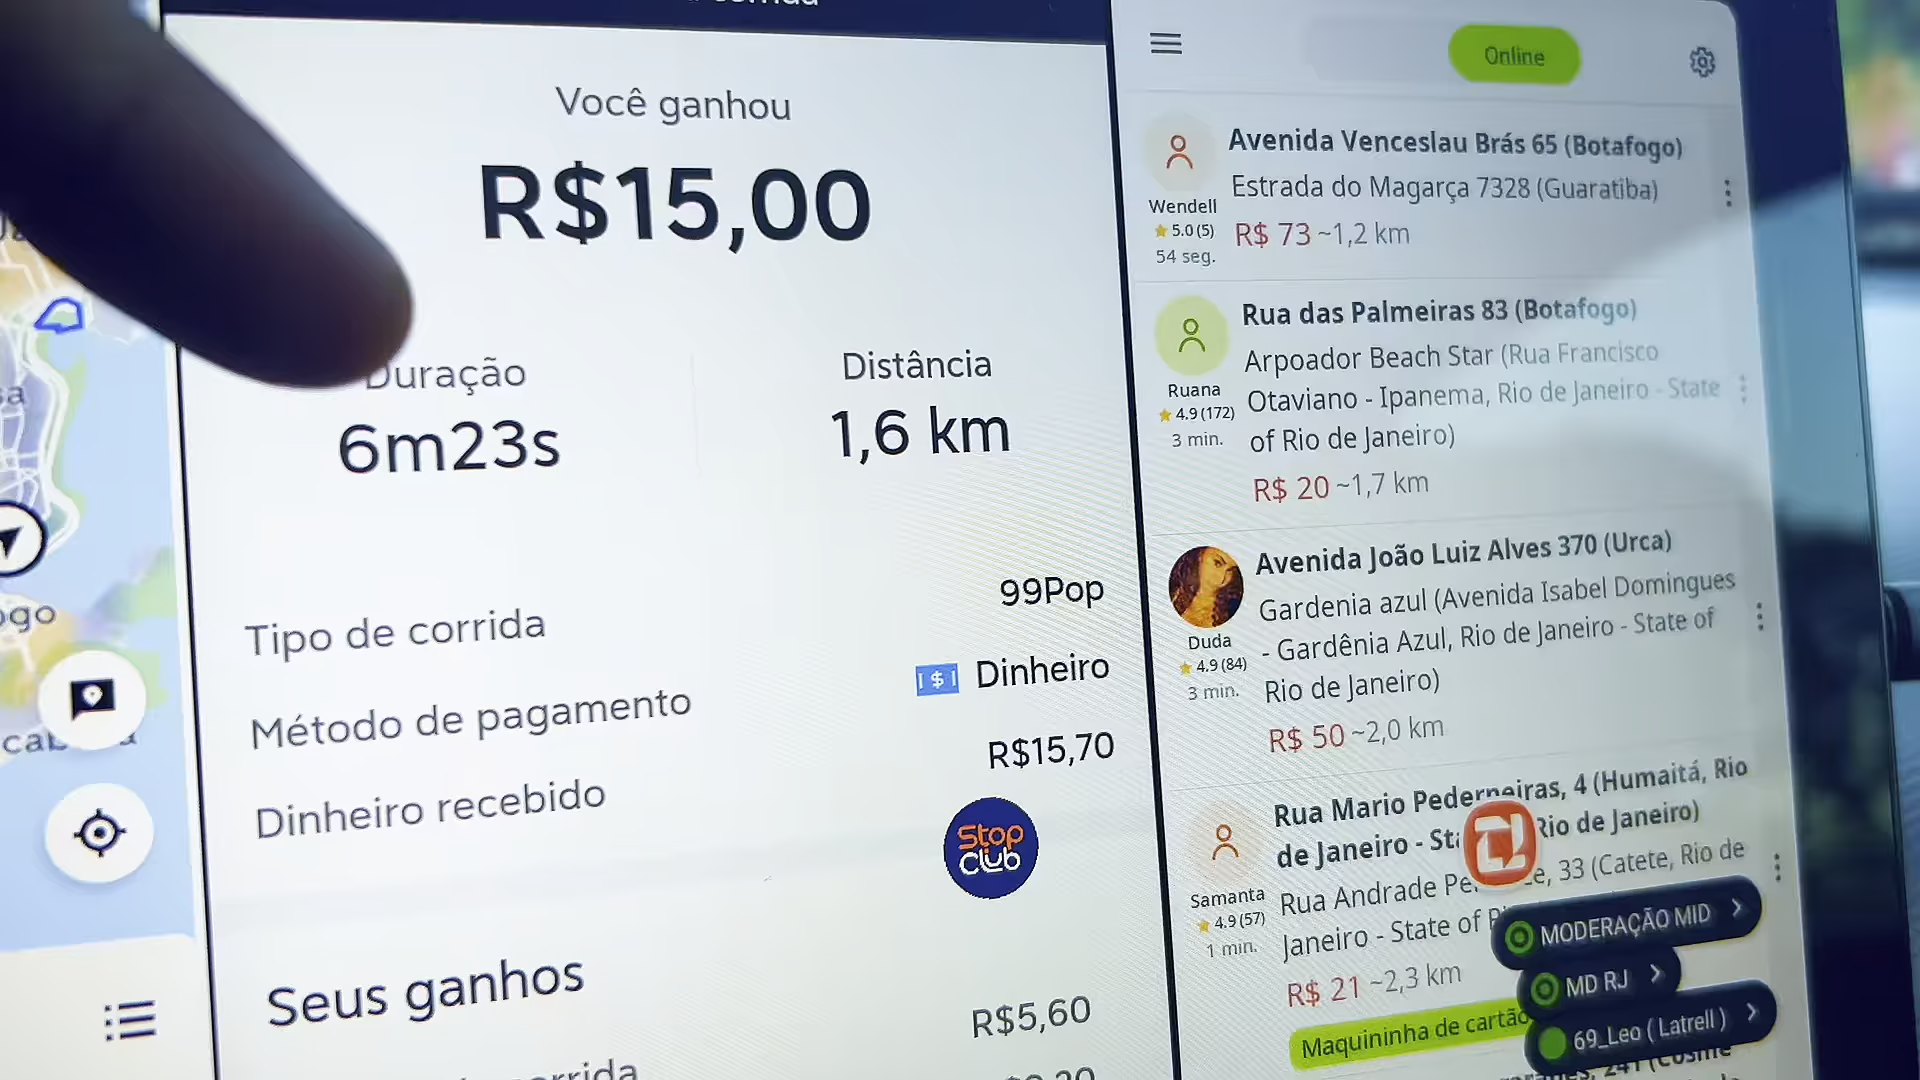 Você ganhou
R$15,00
Duração
6m23s
Distância
1,6 km
Tipo de corrida
99Pop
Método de pagamento
Dinheiro
Dinheiro recebido
R$15,70
Stop
Club
Seus ganhos
R$5,60
Online
Avenida Venceslau Brás 65 (Botafogo)
Estrada do Magarça 7328 (Guaratiba)
Wendell
5.0 (5)
R$ 73 ~1,2 km
54 seg.
Rua das Palmeiras 83 (Botafogo)
Arpoador Beach Star (Rua Francisco
Otaviano - Ipanema, Rio de Janeiro - State
of Rio de Janeiro)
Ruana
4.9 (172)
3 min.
R$ 20 ~1,7 km
Avenida João Luiz Alves 370 (Urca)
Gardenia azul (Avenida Isabel Domingues
- Gardênia Azul, Rio de Janeiro - State of
Rio de Janeiro)
Duda
4.9 (84)
3 min.
R$ 50 ~2,0 km
Rua Mario Pederneiras, 4 (Humaitá, Rio
de Janeiro - Rio de Janeiro)
Rua Andrade 33 (Catete, Rio de
Janeiro - State of
Samanta
4.9 (57)
1 min.
R$ 21 ~2,3 km
Maquininha de cartão
MODERAÇÃO MID
MD RJ
69_Leo ( Latrell )